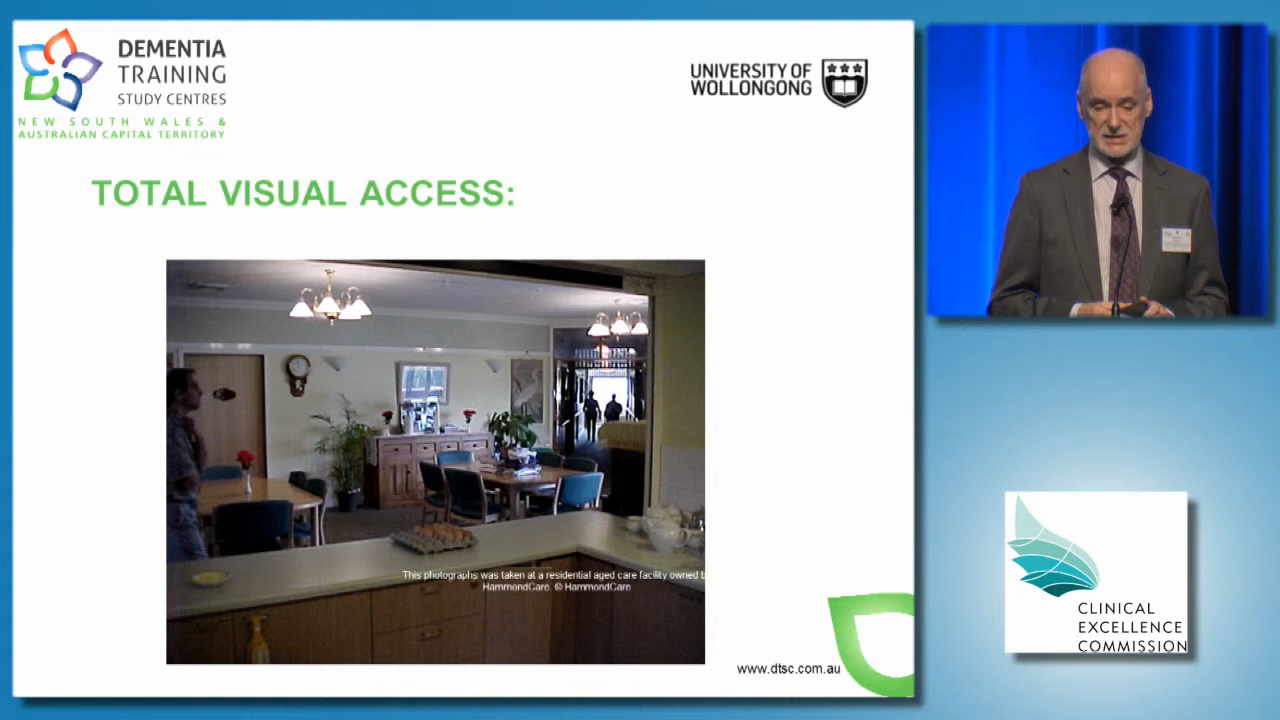 DEMENTIA
TRAINING
STUDY CENTRES
NEW SOUTH WALES &
AUSTRALIAN CAPITAL TERRITORY
UNIVERSITY OF
WOLLONGONG
TOTAL VISUAL ACCESS:
This photographs was taken at a residential aged care facility owned b
HammondCare. © HammondCare
www.dtsc.com.au
CLINICAL
EXCELLENCE
COMMISSION